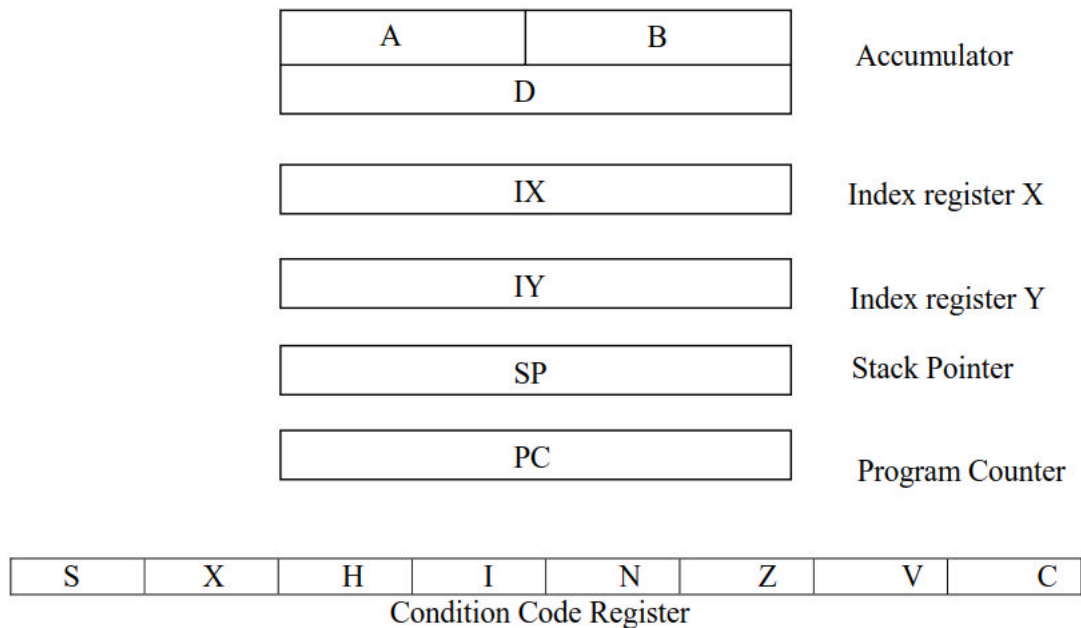 A B
Accumulator
D
IX
Index register X
IY
Index register Y
SP
Stack Pointer
PC
Program Counter
S X H I N Z V C
Condition Code Register